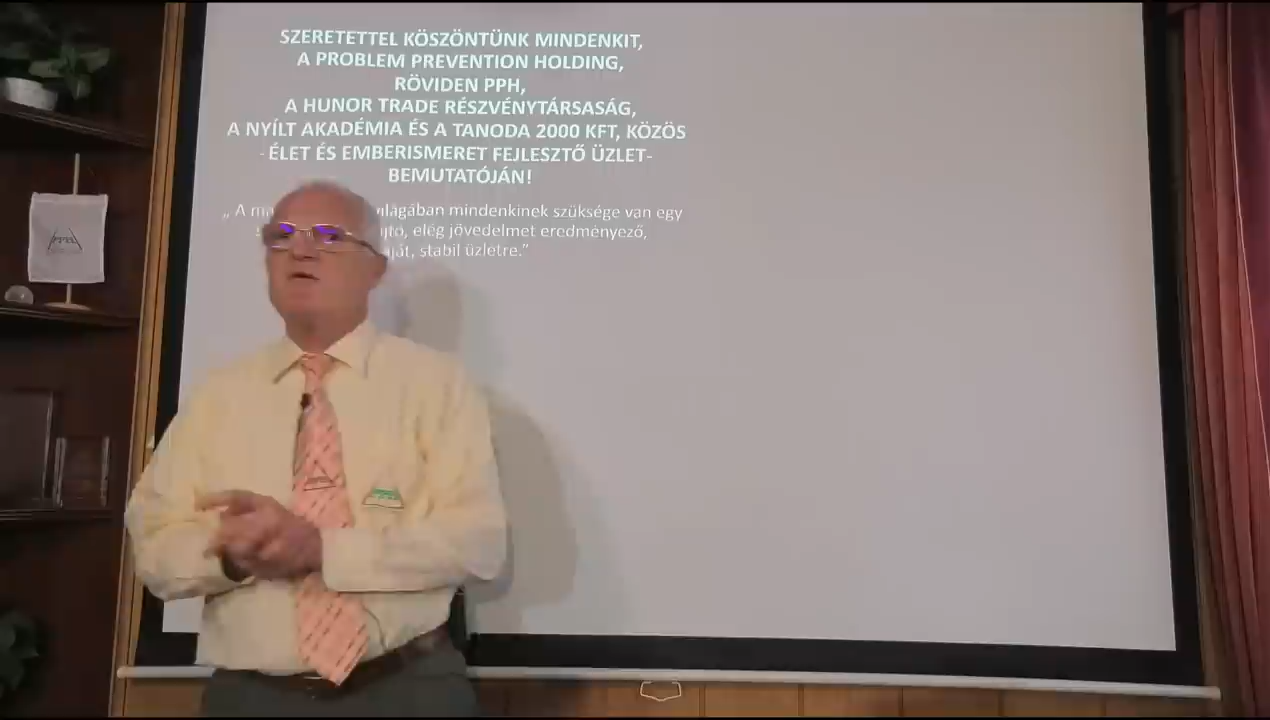 SZERETETTEL KÖSZÖNTÜNK MINDENKIT,
A PROBLEM PREVENTION HOLDING,
RÖVIDEN PPH,
A HUNOR TRADE RÉSZVÉNYTÁRSASÁG,
A NYÍLT AKADÉMIA ÉS A TANODA 2000 KFT, KÖZÖS
- ÉLET ÉS EMBERISMERET FEJLESZTŐ ÜZLET-
BEMUTATÓJÁN!
„ A világában mindenkinek szüksége van egy
elég jövedelmet eredményező,
stabil üzletre.”